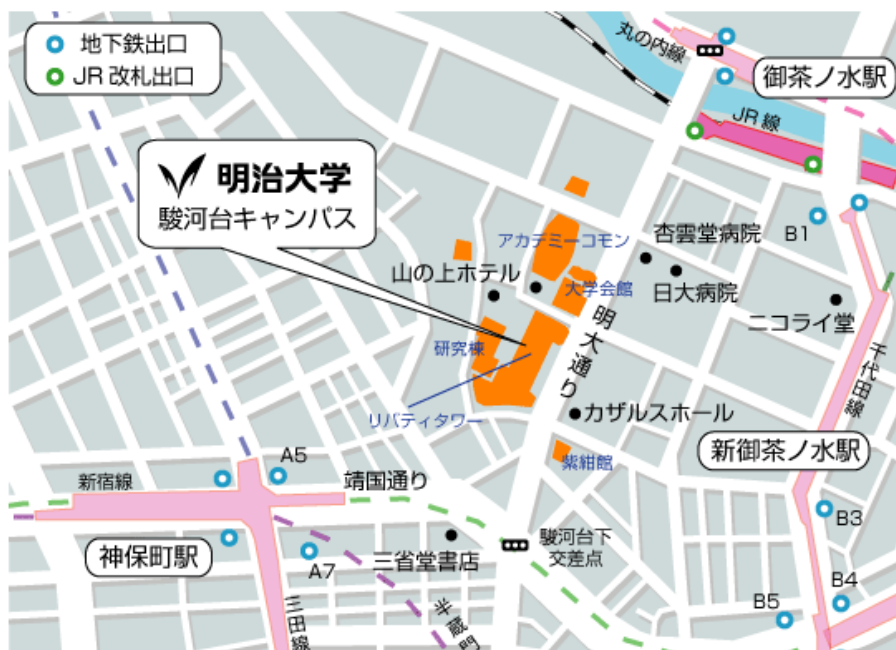 地下鉄出口
JR改札出口
丸の内線
御茶ノ水駅
JR線
明治大学
駿河台キャンパス
アカデミーコモン
杏雲堂病院
B1
山の上ホテル
大学会館
日大病院
ニコライ堂
明大通り
研究棟
千代田線
リバティタワー
カザルスホール
新御茶ノ水駅
紫紺館
A5
新宿線
靖国通り
B3
神保町駅
A7
三省堂書店
駿河台下
交差点
三田線
半蔵門
B5
B4